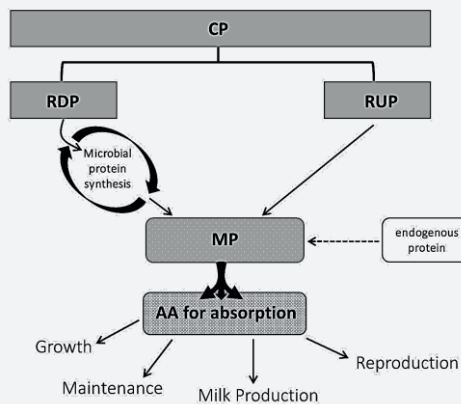 CP
RDP
RUP
Microbial
protein
synthesis
MP
endogenous
protein
AA for absorption
Growth
Maintenance
Milk Production
Reproduction